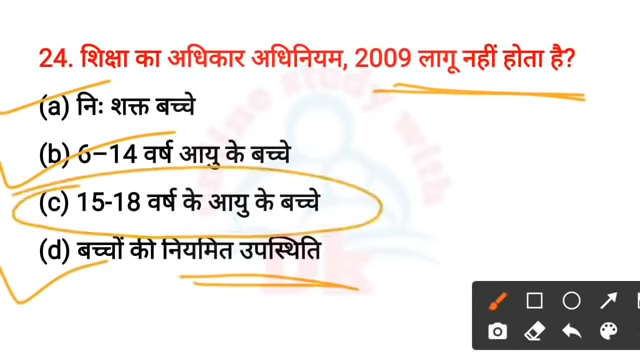 24. शिक्षा का अधिकार अधिनियम, 2009 लागू नहीं होता है?
(a) निः शक्त बच्चे
(b) 6–14 वर्ष आयु के बच्चे
(c) 15-18 वर्ष के आयु के बच्चे
(d) बच्चों की नियमित उपस्थिति